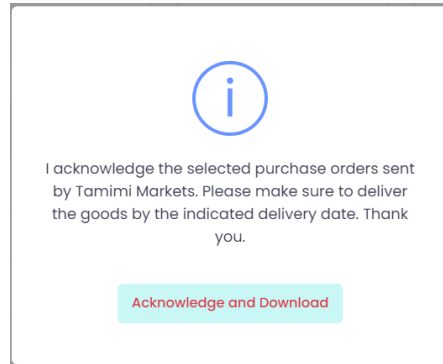 I acknowledge the selected purchase orders sent
by Tamimi Markets. Please make sure to deliver
the goods by the indicated delivery date. Thank
you.
Acknowledge and Download